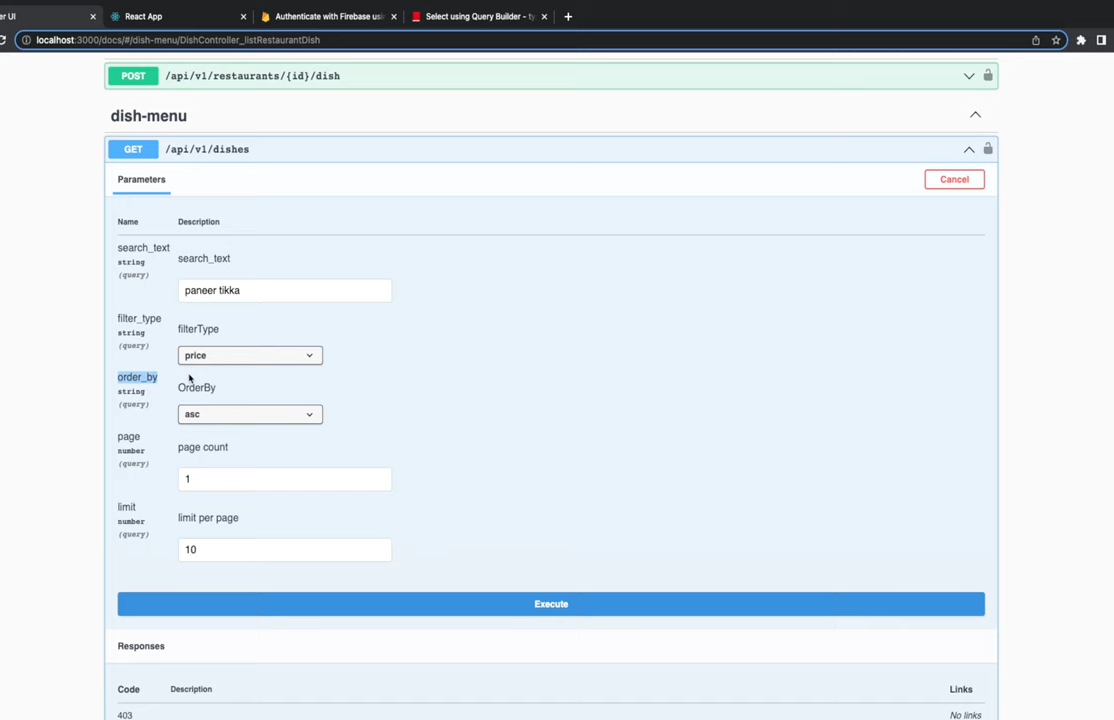 er UI
React App
Authenticate with Firebase usin
Select using Query Builder - ty
localhost:3000/docs/#/dish-menu/DishController_listRestaurantDish
POST /api/v1/restaurants/{id}/dish
dish-menu
GET /api/v1/dishes
Parameters
Cancel
Name
Description
search_text
string
(query)
search_text
paneer tikka
filter_type
string
(query)
filterType
price
order_by
string
(query)
OrderBy
asc
page
number
(query)
page count
1
limit
number
(query)
limit per page
10
Execute
Responses
Code
Description
Links
403
No links